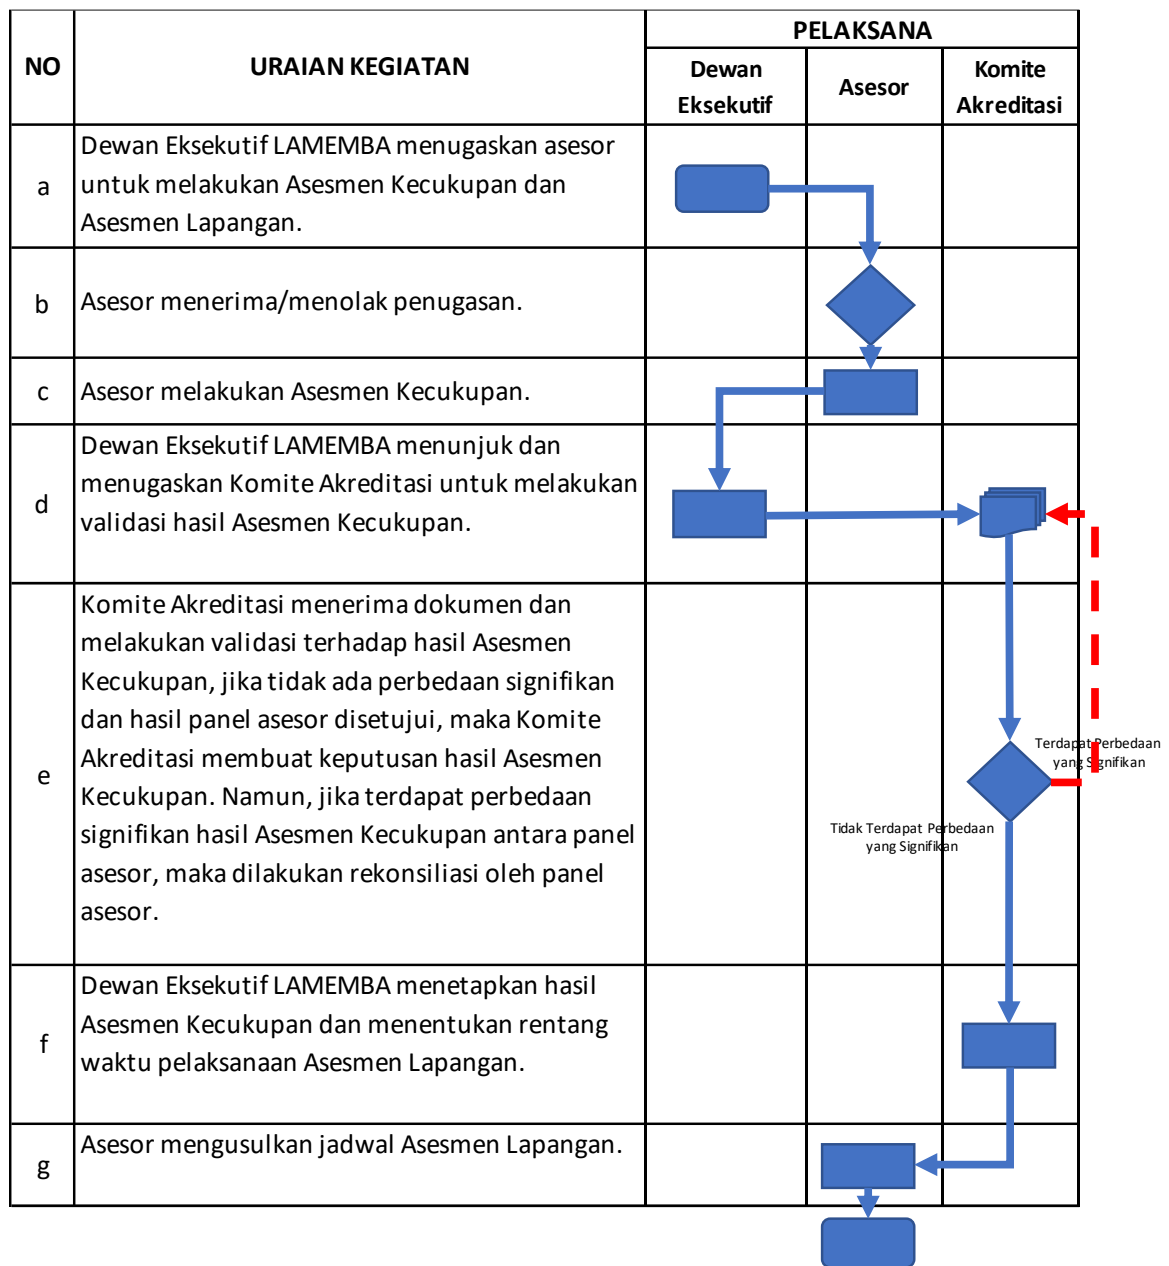 PELAKSANA
NO
URAIAN KEGIATAN
Dewan
Eksekutif
Asesor
Komite
Akreditasi
a
Dewan Eksekutif LAMEMBA menugaskan asesor
untuk melakukan Asesmen Kecukupan dan
Asesmen Lapangan.
b
Asesor menerima/menolak penugasan.
c
Asesor melakukan Asesmen Kecukupan.
d
Dewan Eksekutif LAMEMBA menunjuk dan
menugaskan Komite Akreditasi untuk melakukan
validasi hasil Asesmen Kecukupan.
e
Komite Akreditasi menerima dokumen dan
melakukan validasi terhadap hasil Asesmen
Kecukupan, jika tidak ada perbedaan signifikan
dan hasil panel asesor disetujui, maka Komite
Akreditasi membuat keputusan hasil Asesmen
Kecukupan. Namun, jika terdapat perbedaan
signifikan hasil Asesmen Kecukupan antara panel
asesor, maka dilakukan rekonsiliasi oleh panel
asesor.
Terdapat Perbedaan
yang Signifikan
Tidak Terdapat Perbedaan
yang Signifikan
f
Dewan Eksekutif LAMEMBA menetapkan hasil
Asesmen Kecukupan dan menentukan rentang
waktu pelaksanaan Asesmen Lapangan.
g
Asesor mengusulkan jadwal Asesmen Lapangan.